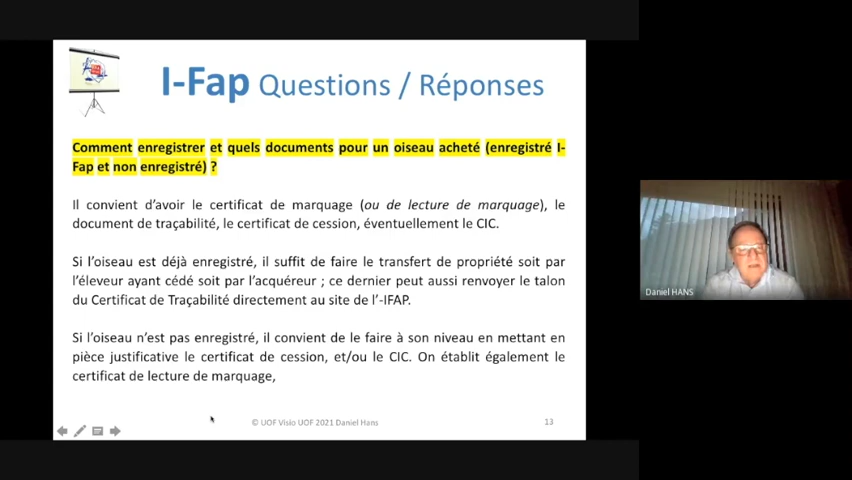 I-Fap Questions / Réponses
Comment enregistrer et quels documents pour un oiseau acheté (enregistré I-
Fap et non enregistré) ?
Il convient d’avoir le certificat de marquage (ou de lecture de marquage), le
document de traçabilité, le certificat de cession, éventuellement le CIC.
Si l’oiseau est déjà enregistré, il suffit de faire le transfert de propriété soit par
l’éleveur ayant cédé soit par l’acquéreur ; ce dernier peut aussi renvoyer le talon
du Certificat de Traçabilité directement au site de l’-IFAP.
Si l’oiseau n’est pas enregistré, il convient de le faire à son niveau en mettant en
pièce justificative le certificat de cession, et/ou le CIC. On établit également le
certificat de lecture de marquage,
© UOF Visio UOF 2021 Daniel Hans
13
Daniel HANS